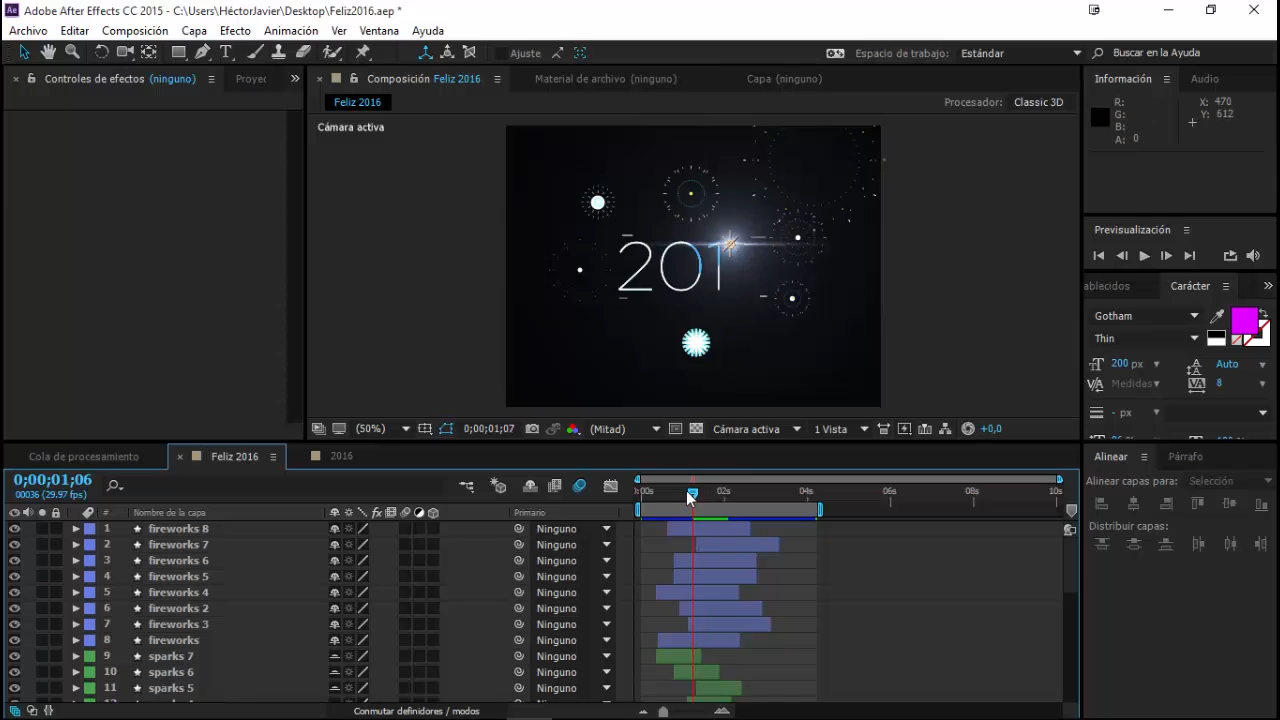 Adobe After Effects CC 2015 - C:\Users\HéctorJavier\Desktop\Feliz2016.aep *
Archivo Editar Composición Capa Efecto Animación Ver Ventana Ayuda
Ajuste Espacio de trabajo: Estándar Buscar en la Ayuda
Controles de efectos (ninguno) Proyer
Composición Feliz 2016 Material de archivo (ninguno) Capa (ninguno)
Información Audio
Feliz 2016 Procesador: Classic 3D
Cámara activa
R: X: 470
G: Y: 612
B:
A: 0
201
Previsualización
ablecidos Carácter
Gotham
Thin
200 px Auto
Medidas 8
- px
(50%) 0;00;01;07 (Mitad) Cámara activa 1 Vista +0,0
Cola de procesamiento Feliz 2016 2016
Alinear Párrafo
0;00;01;06
00036 (29.97 fps)
Alinear capas para: Selección
:00s 02s 04s 06s 08s 10s
Distribuir capas:
# Nombre de la capa Primario
1 fireworks 8 Ninguno
2 fireworks 7 Ninguno
3 fireworks 6 Ninguno
4 fireworks 5 Ninguno
5 fireworks 4 Ninguno
6 fireworks 2 Ninguno
7 fireworks 3 Ninguno
8 fireworks Ninguno
9 sparks 7 Ninguno
10 sparks 6 Ninguno
11 sparks 5 Ninguno
Conmutar definidores / modos